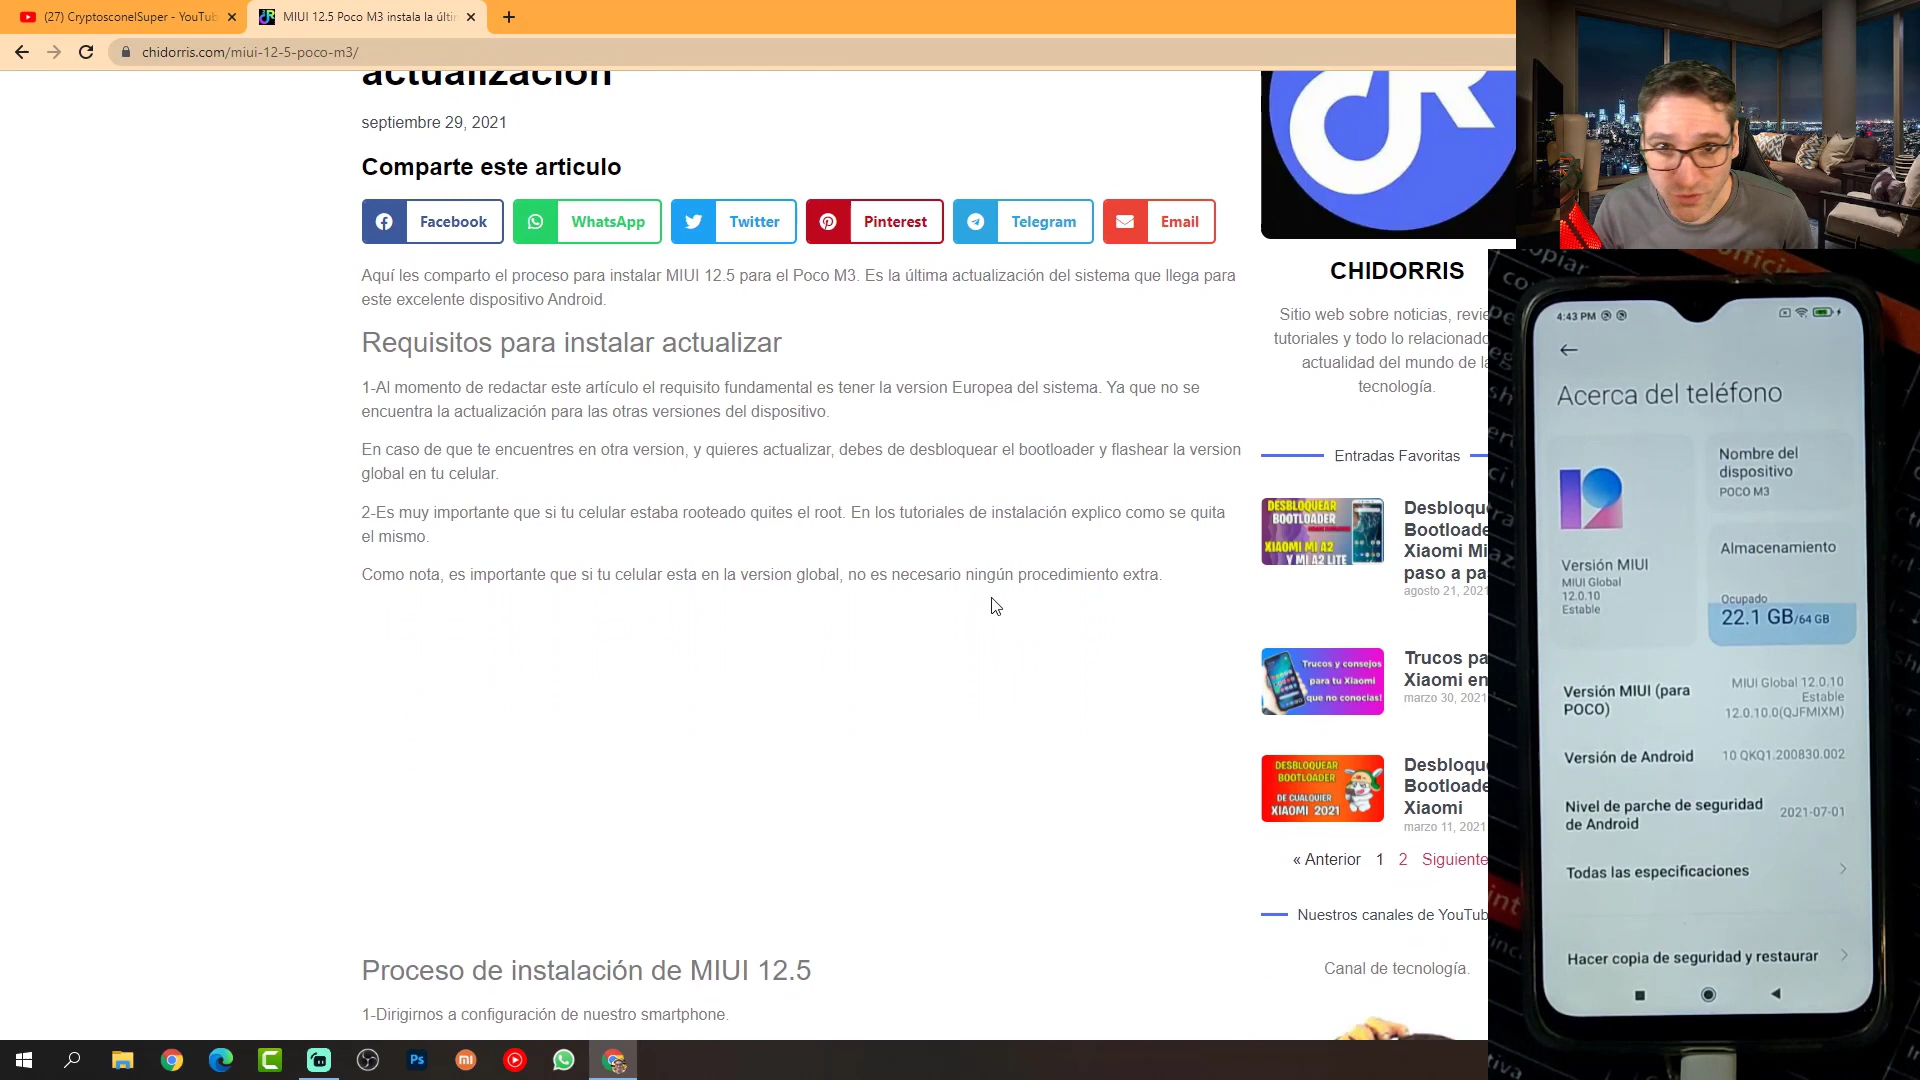 (27) CryptosconelSuper - YouTub
MIUI 12.5 Poco M3 instala la últi
chidorris.com/miui-12-5-poco-m3/
actualización
septiembre 29, 2021
Comparte este articulo
Facebook
WhatsApp
Twitter
Pinterest
Telegram
Email
Aquí les comparto el proceso para instalar MIUI 12.5 para el Poco M3. Es la última actualización del sistema que llega para
este excelente dispositivo Android.
Requisitos para instalar actualizar
1-Al momento de redactar este artículo el requisito fundamental es tener la version Europea del sistema. Ya que no se
encuentra la actualización para las otras versiones del dispositivo.
En caso de que te encuentres en otra version, y quieres actualizar, debes de desbloquear el bootloader y flashear la version
global en tu celular.
2-Es muy importante que si tu celular estaba rooteado quites el root. En los tutoriales de instalación explico como se quita
el mismo.
Como nota, es importante que si tu celular esta en la version global, no es necesario ningún procedimiento extra.
Proceso de instalación de MIUI 12.5
1-Dirigirnos a configuración de nuestro smartphone.
CHIDORRIS
Sitio web sobre noticias, revie
tutoriales y todo lo relacionado
actualidad del mundo de la
tecnología.
Entradas Favoritas
DESBLOQUEAR
BOOTLOADER
XIAOMI MI A2
Y MI A2 LITE
Desbloqu
Bootloade
Xiaomi Mi
paso a pa
agosto 21, 2021
Trucos y consejos
para tu Xiaomi
que no conocias!
Trucos pa
Xiaomi en
marzo 30, 2021
DESBLOQUEAR
BOOTLOADER
DE CUALQUIER
XIAOMI 2021
Desbloque
Bootloade
Xiaomi
marzo 11, 2021
« Anterior 1 2 Siguiente
Nuestros canales de YouTub
Canal de tecnología.
4:43 PM
Acerca del teléfono
Versión MIUI
MIUI Global
12.0.10
Estable
Nombre del
dispositivo
POCO M3
Almacenamiento
Ocupado
22.1 GB/64 GB
Versión MIUI (para
POCO)
MIUI Global 12.0.10
Estable
12.0.10.0(QJFMIXM)
Versión de Android
10 QKQ1.200830.002
Nivel de parche de seguridad
de Android
2021-07-01
Todas las especificaciones
Hacer copia de seguridad y restaurar
Ps